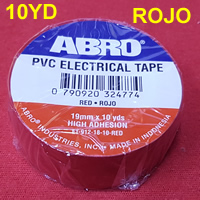 10YD ROJO
ABRO
PVC ELECTRICAL TAPE
RED • ROJO
0 790920 324774
19mm x 10 yds
HIGH ADHESION
ET-912-18-10-RED
ABRO INDUSTRIES, INC. • MADE IN INDONESIA